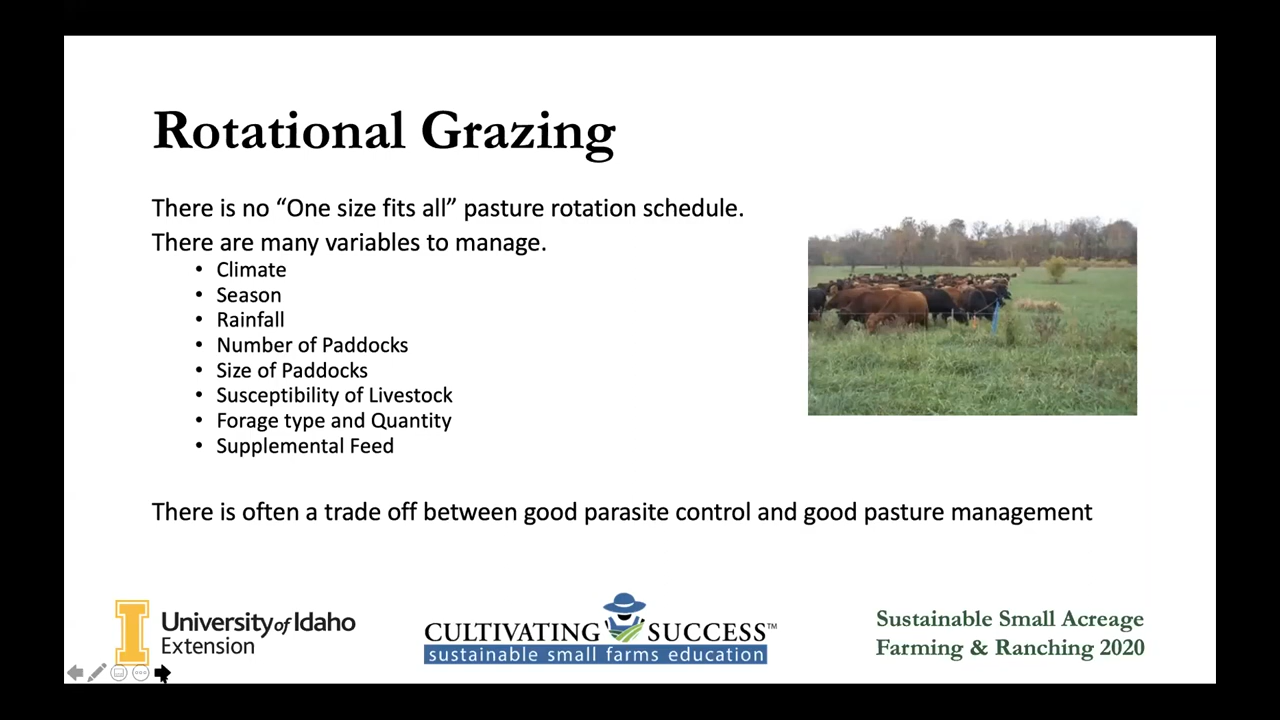 Rotational Grazing
There is no “One size fits all” pasture rotation schedule.
There are many variables to manage.
• Climate
• Season
• Rainfall
• Number of Paddocks
• Size of Paddocks
• Susceptibility of Livestock
• Forage type and Quantity
• Supplemental Feed
There is often a trade off between good parasite control and good pasture management
I
University of Idaho
Extension
CULTIVATING SUCCESS™
sustainable small farms education
Sustainable Small Acreage
Farming & Ranching 2020